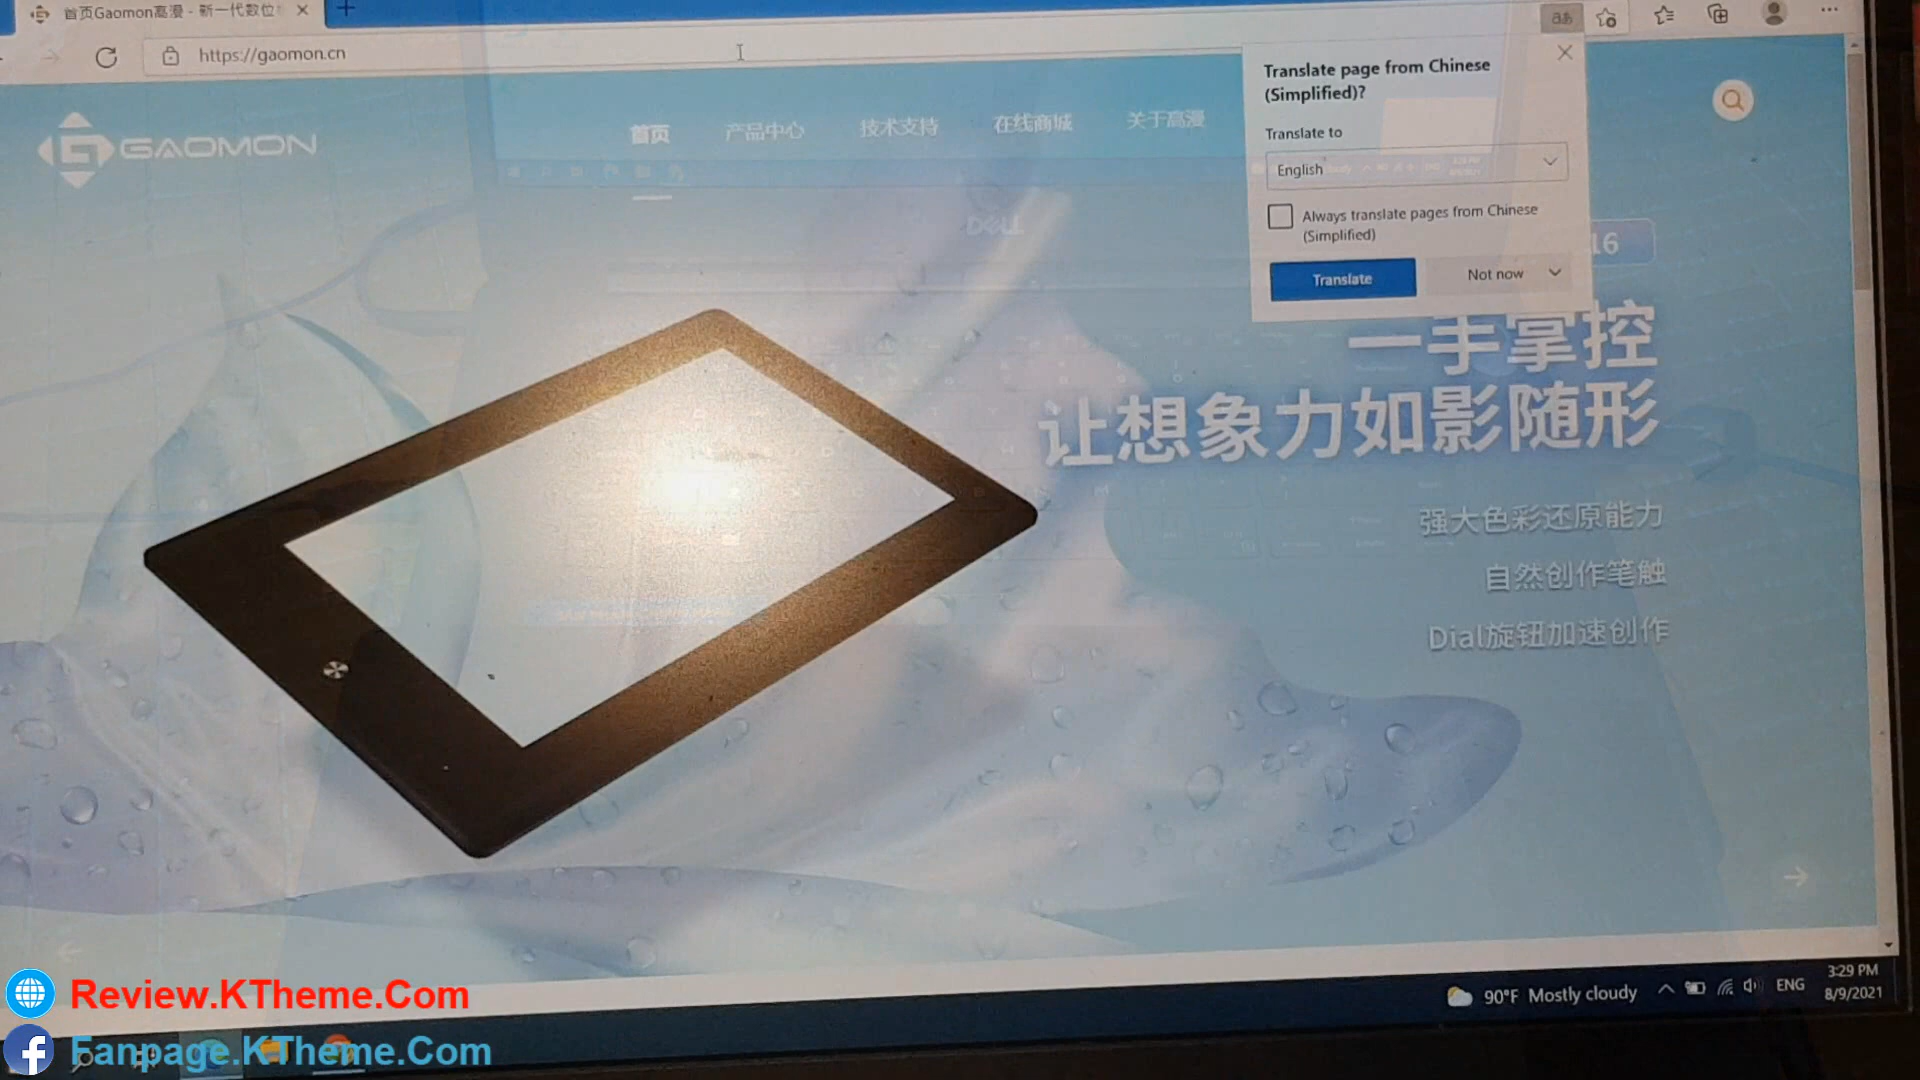 首页Gaomon高漫 - 新一代数位
https://gaomon.cn
GAOMON
首页
产品中心
技术支持
在线商城
关于高漫
Translate page from Chinese
(Simplified)?
Translate to
English
Always translate pages from Chinese
(Simplified)
Translate
Not now
16
一手掌控
让想象力如影随形
强大色彩还原能力
自然创作笔触
Dial旋钮加速创作
DELL
90°F Mostly cloudy
ENG
3:29 PM
8/9/2021
Review.KTheme.Com
Fanpage.KTheme.Com